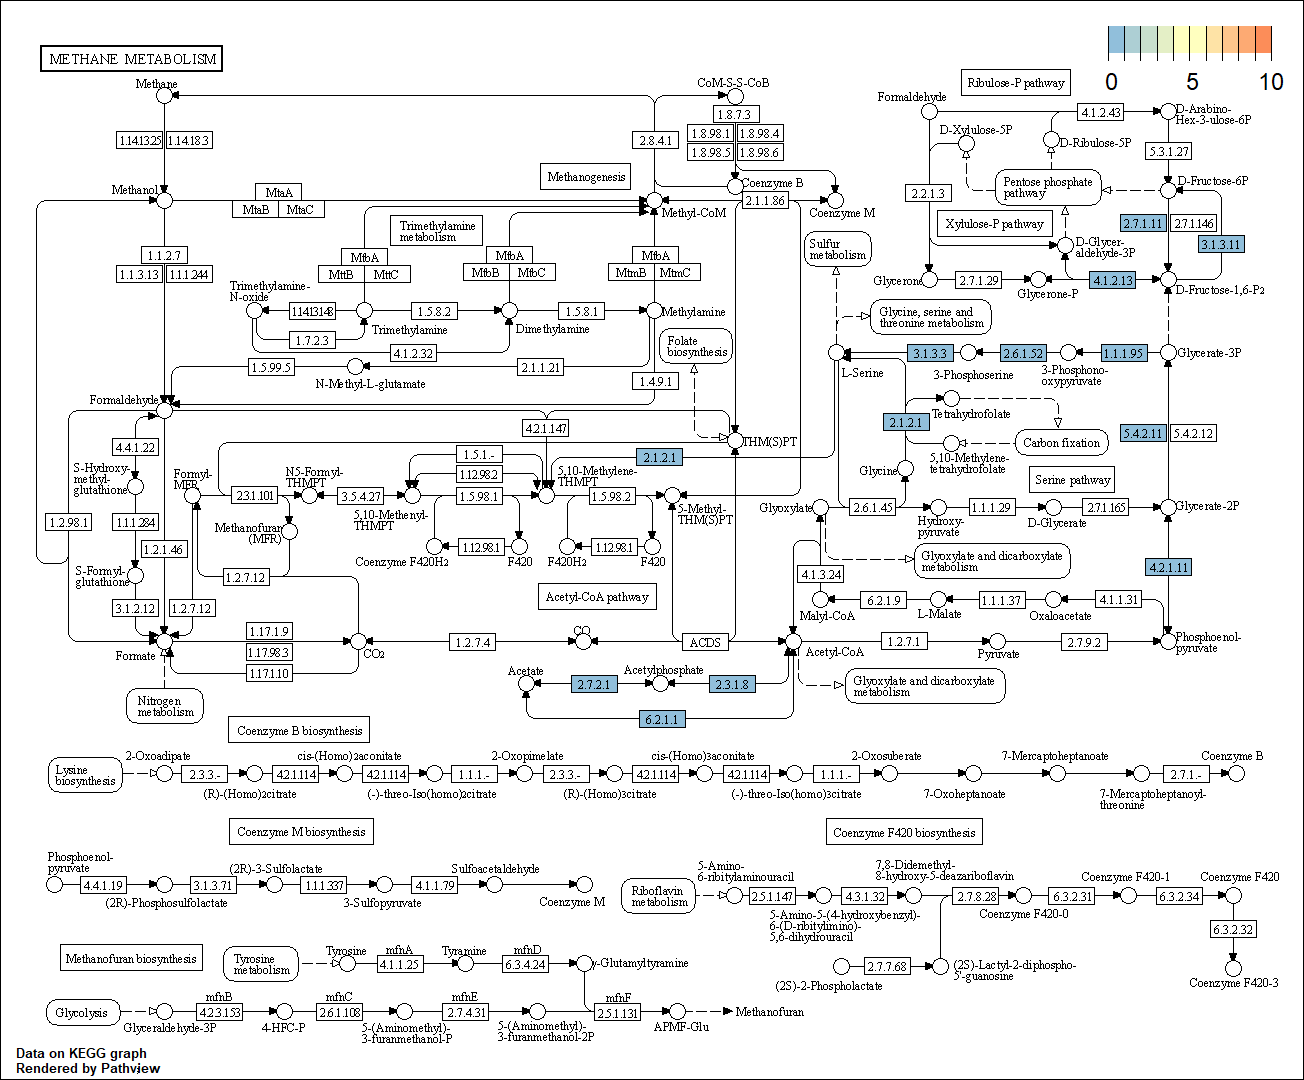 METHANE METABOLISM
0
5
10
Methane
CoM-S-S-CoB
1.8.7.3
1.8.98.1
1.8.98.4
1.8.98.5
1.8.98.6
1.14.13.25
1.14.18.3
2.8.4.1
Methanogenesis
Coenzyme B
2.1.1.86
Coenzyme M
Methyl-CoM
Methanol
MtaA
MtaB
MtaC
Trimethylamine
metabolism
1.1.2.7
1.1.3.13
1.1.1.244
MtbA
MttB
MttC
MtbA
MtbB
MtbC
MtbA
MtmB
MtmC
Trimethylamine-
N-oxide
1.14.13.148
1.7.2.3
Trimethylamine
1.5.8.2
Dimethylamine
1.5.8.1
Methylamine
4.1.2.32
1.5.99.5
N-Methyl-L-glutamate
2.1.1.21
1.4.9.1
Folate
biosynthesis
Formaldehyde
4.2.1.147
THM(S)PT
4.4.1.22
S-Hydroxy-
methyl-
glutathione
1.1.1.284
S-Formyl-
glutathione
3.1.2.12
1.2.98.1
1.2.1.46
Formyl-
MFR
2.3.1.101
N5-Formyl-
THMPT
3.5.4.27
5,10-Methenyl-
THMPT
1.5.1.-
1.12.98.2
1.5.98.1
5,10-Methylene-
THMPT
1.5.98.2
5-Methyl-
THM(S)PT
2.1.2.1
Methanofuran
(MFR)
Coenzyme F420H2
1.12.98.1
F420
F420H2
1.12.98.1
F420
1.2.7.12
1.2.7.12
Acetyl-CoA pathway
Formate
1.17.1.9
1.17.98.3
1.17.1.10
CO2
1.2.7.4
CO
ACDS
Acetyl-CoA
Nitrogen
metabolism
Acetate
2.7.2.1
Acetylphosphate
2.3.1.8
6.2.1.1
Ribulose-P pathway
Formaldehyde
4.1.2.43
D-Arabino-
Hex-3-ulose-6P
D-Xylulose-5P
D-Ribulose-5P
5.3.1.27
2.2.1.3
Pentose phosphate
pathway
D-Fructose-6P
Xylulose-P pathway
2.7.1.11
2.7.1.146
3.1.3.11
D-Glycer-
aldehyde-3P
Sulfur
metabolism
Glycerone
2.7.1.29
Glycerone-P
4.1.2.13
D-Fructose-1,6-P2
Glycine, serine and
threonine metabolism
L-Serine
3.1.3.3
3-Phosphoserine
2.6.1.52
3-Phosphono-
oxypyruvate
1.1.1.95
Glycerate-3P
2.1.2.1
Tetrahydrofolate
5,10-Methylene-
tetrahydrofolate
Carbon fixation
5.4.2.11
5.4.2.12
Glycine
Serine pathway
Glyoxylate
2.6.1.45
Hydroxy-
pyruvate
1.1.1.29
D-Glycerate
2.7.1.165
Glycerate-2P
Glyoxylate and dicarboxylate
metabolism
4.2.1.11
4.1.3.24
Malyl-CoA
6.2.1.9
L-Malate
1.1.1.37
Oxaloacetate
4.1.1.31
1.2.7.1
Pyruvate
2.7.9.2
Phosphoenol-
pyruvate
Glyoxylate and dicarboxylate
metabolism
Coenzyme B biosynthesis
Lysine
biosynthesis
2-Oxoadipate
2.3.3.-
(R)-(Homo)2citrate
4.2.1.114
cis-(Homo)2aconitate
4.2.1.114
(-)-threo-Iso(homo)2citrate
1.1.1.-
2-Oxopimelate
2.3.3.-
(R)-(Homo)3citrate
4.2.1.114
cis-(Homo)3aconitate
4.2.1.114
(-)-threo-Iso(homo)3citrate
1.1.1.-
2-Oxosuberate
7-Oxoheptanoate
7-Mercaptoheptanoate
7-Mercaptoheptanoyl-
threonine
2.7.1.-
Coenzyme B
Coenzyme M biosynthesis
Phosphoenol-
pyruvate
4.4.1.19
(2R)-Phosphosulfolactate
3.1.3.71
(2R)-3-Sulfolactate
1.1.1.337
3-Sulfopyruvate
4.1.1.79
Sulfoacetaldehyde
Coenzyme M
Coenzyme F420 biosynthesis
Riboflavin
metabolism
5-Amino-
6-ribitylaminouracil
2.5.1.147
5-Amino-5-(4-hydroxybenzyl)-
6-(D-ribitylimino)-
5,6-dihydrouracil
4.3.1.32
7,8-Didemethyl-
8-hydroxy-5-deazariboflavin
2.7.8.28
Coenzyme F420-0
6.3.2.31
Coenzyme F420-1
6.3.2.34
Coenzyme F420
6.3.2.32
Coenzyme F420-3
(2S)-2-Phospholactate
2.7.7.68
(2S)-Lactyl-2-diphospho-
5'-guanosine
Methanofuran biosynthesis
Tyrosine
metabolism
Tyrosine
mfnA
4.1.1.25
Tyramine
mfnD
6.3.4.24
γ-Glutamyltyramine
Glycolysis
Glyceraldehyde-3P
mfnB
4.2.3.153
4-HFC-P
mfnC
2.6.1.108
5-(Aminomethyl)-
3-furanmethanol-P
mfnE
2.7.4.31
5-(Aminomethyl)-
3-furanmethanol-2P
mfnF
2.5.1.131
APMF-Glu
Methanofuran
Data on KEGG graph
Rendered by Pathview